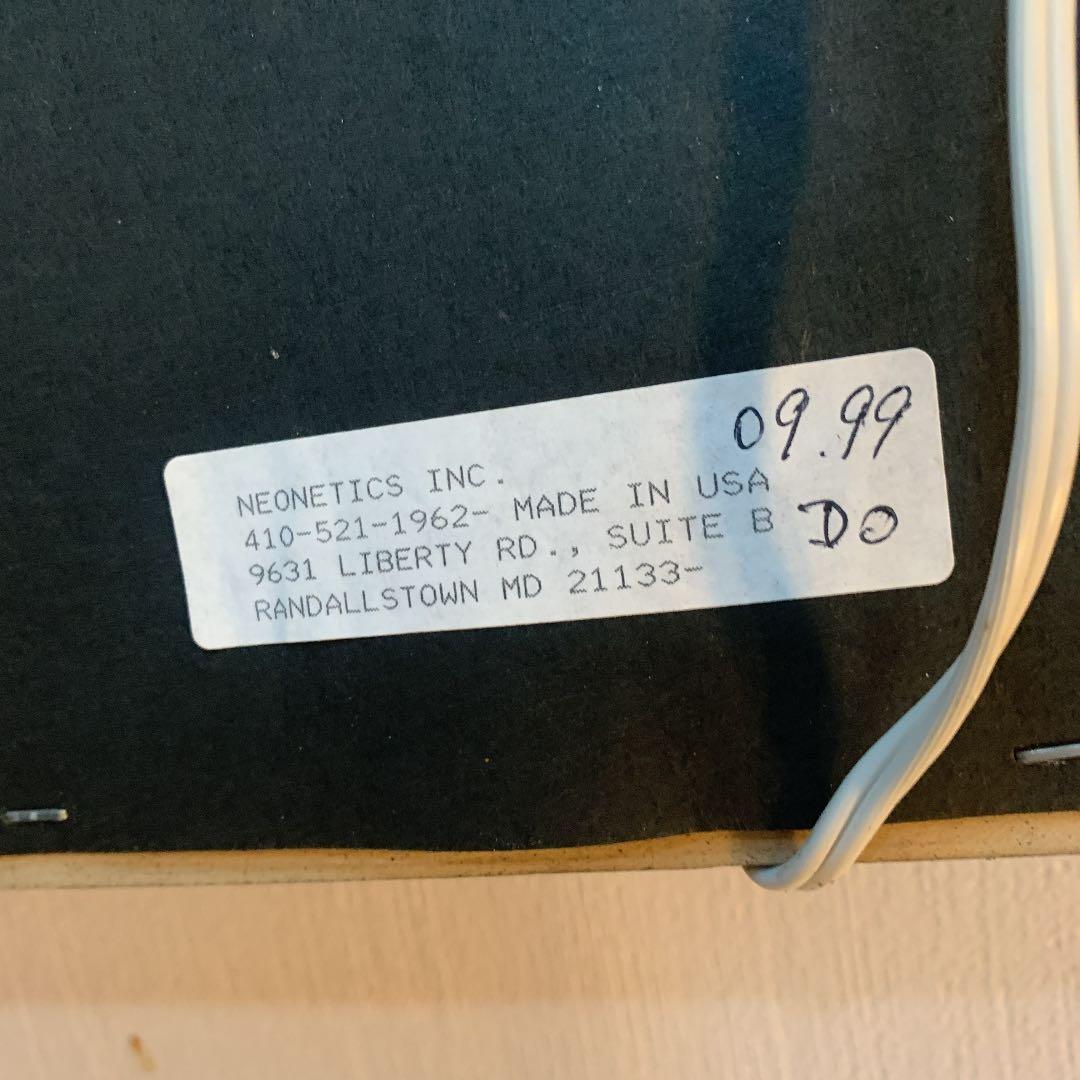 09.99
NEONETICS INC.
410-521-1962- MADE IN USA
9631 LIBERTY RD., SUITE B DO
RANDALLSTOWN MD 21133-